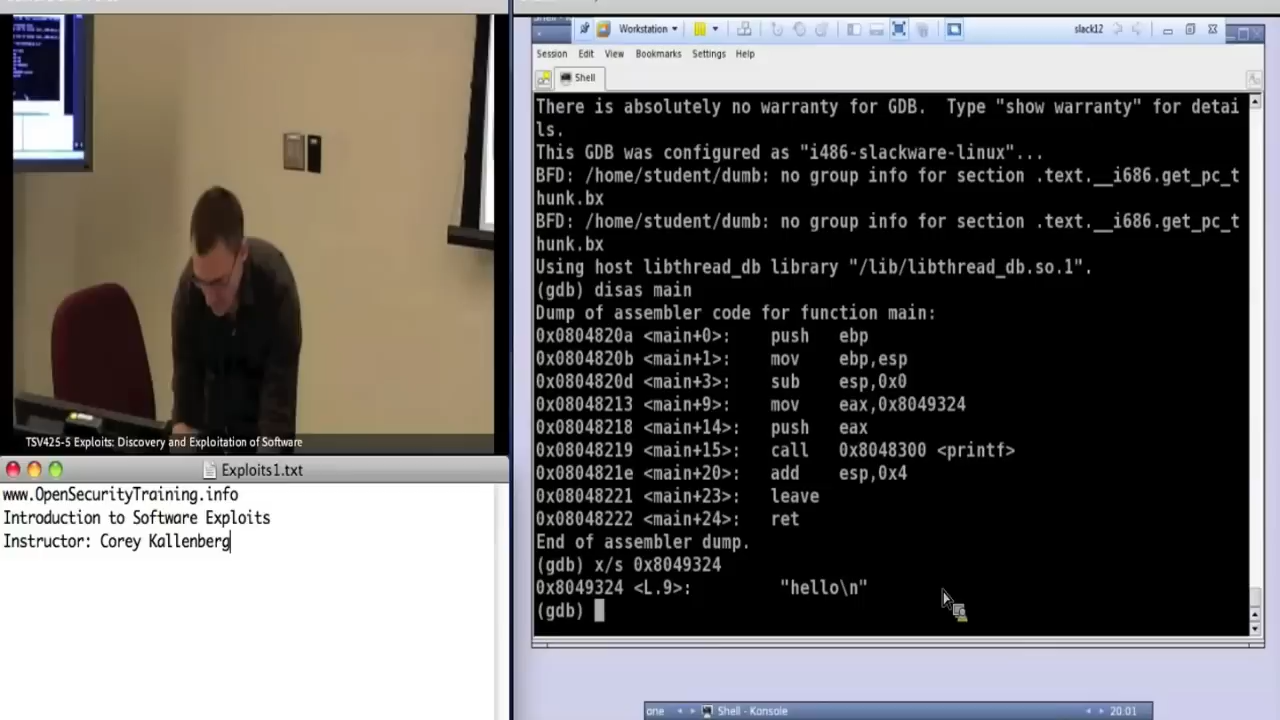 TSV425-5 Exploits: Discovery and Exploitation of Software
Exploits1.txt
www.OpenSecurityTraining.info
Introduction to Software Exploits
Instructor: Corey Kallenberg
Workstation
slack12
Session Edit View Bookmarks Settings Help
Shell
There is absolutely no warranty for GDB.  Type "show warranty" for detai
ls.
This GDB was configured as "i486-slackware-linux"...
BFD: /home/student/dumb: no group info for section .text.__i686.get_pc_t
hunk.bx
BFD: /home/student/dumb: no group info for section .text.__i686.get_pc_t
hunk.bx
Using host libthread_db library "/lib/libthread_db.so.1".
(gdb) disas main
Dump of assembler code for function main:
0x0804820a <main+0>:    push   ebp
0x0804820b <main+1>:    mov    ebp,esp
0x0804820d <main+3>:    sub    esp,0x0
0x08048213 <main+9>:    mov    eax,0x8049324
0x08048218 <main+14>:   push   eax
0x08048219 <main+15>:   call   0x8048300 <printf>
0x0804821e <main+20>:   add    esp,0x4
0x08048221 <main+23>:   leave
0x08048222 <main+24>:   ret
End of assembler dump.
(gdb) x/s 0x8049324
0x8049324 <L.9>:         "hello\n"
(gdb)
one
Shell - Konsole
20.01